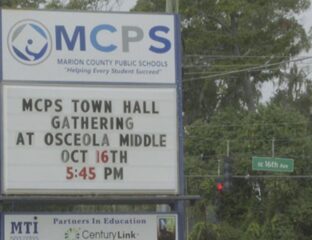 MCPS
MARION COUNTY PUBLIC SCHOOLS
"Helping Every Student Succeed"
MCPS TOWN HALL
GATHERING
AT OSCEOLA MIDDLE
OCT 16TH
5:45 PM
SE 16th Ave
Partners In Education
MTI
CenturyLink